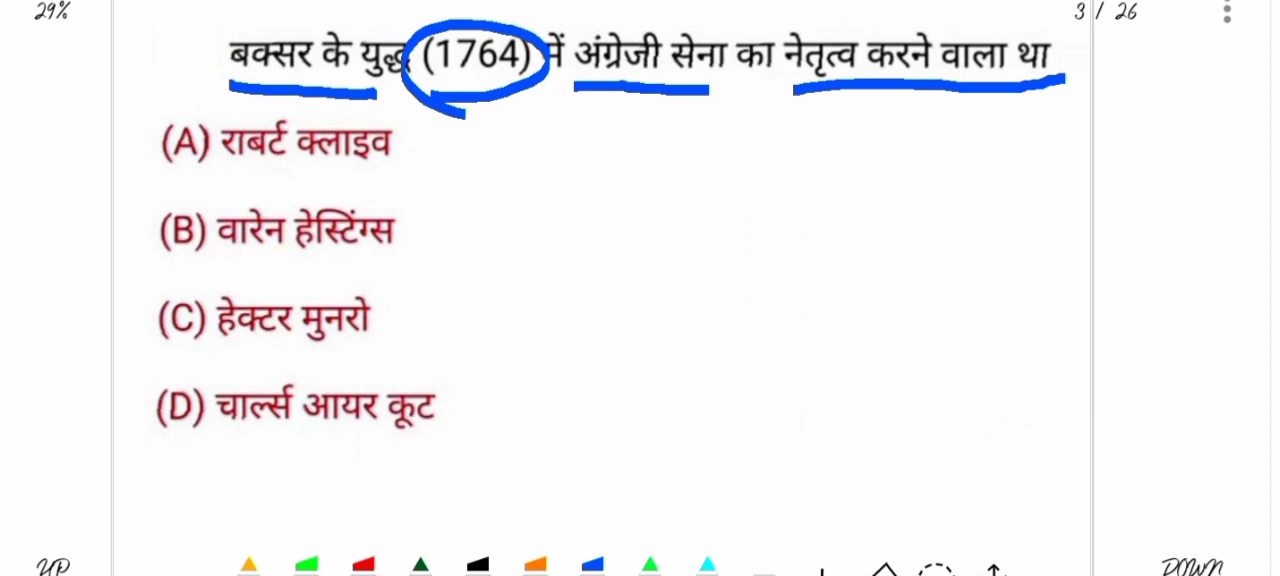 29%
3 / 26
बक्सर के युद्ध (1764) में अंग्रेजी सेना का नेतृत्व करने वाला था
(A) राबर्ट क्लाइव
(B) वारेन हेस्टिंग्स
(C) हेक्टर मुनरो
(D) चार्ल्स आयर कूट
UP
DOWN